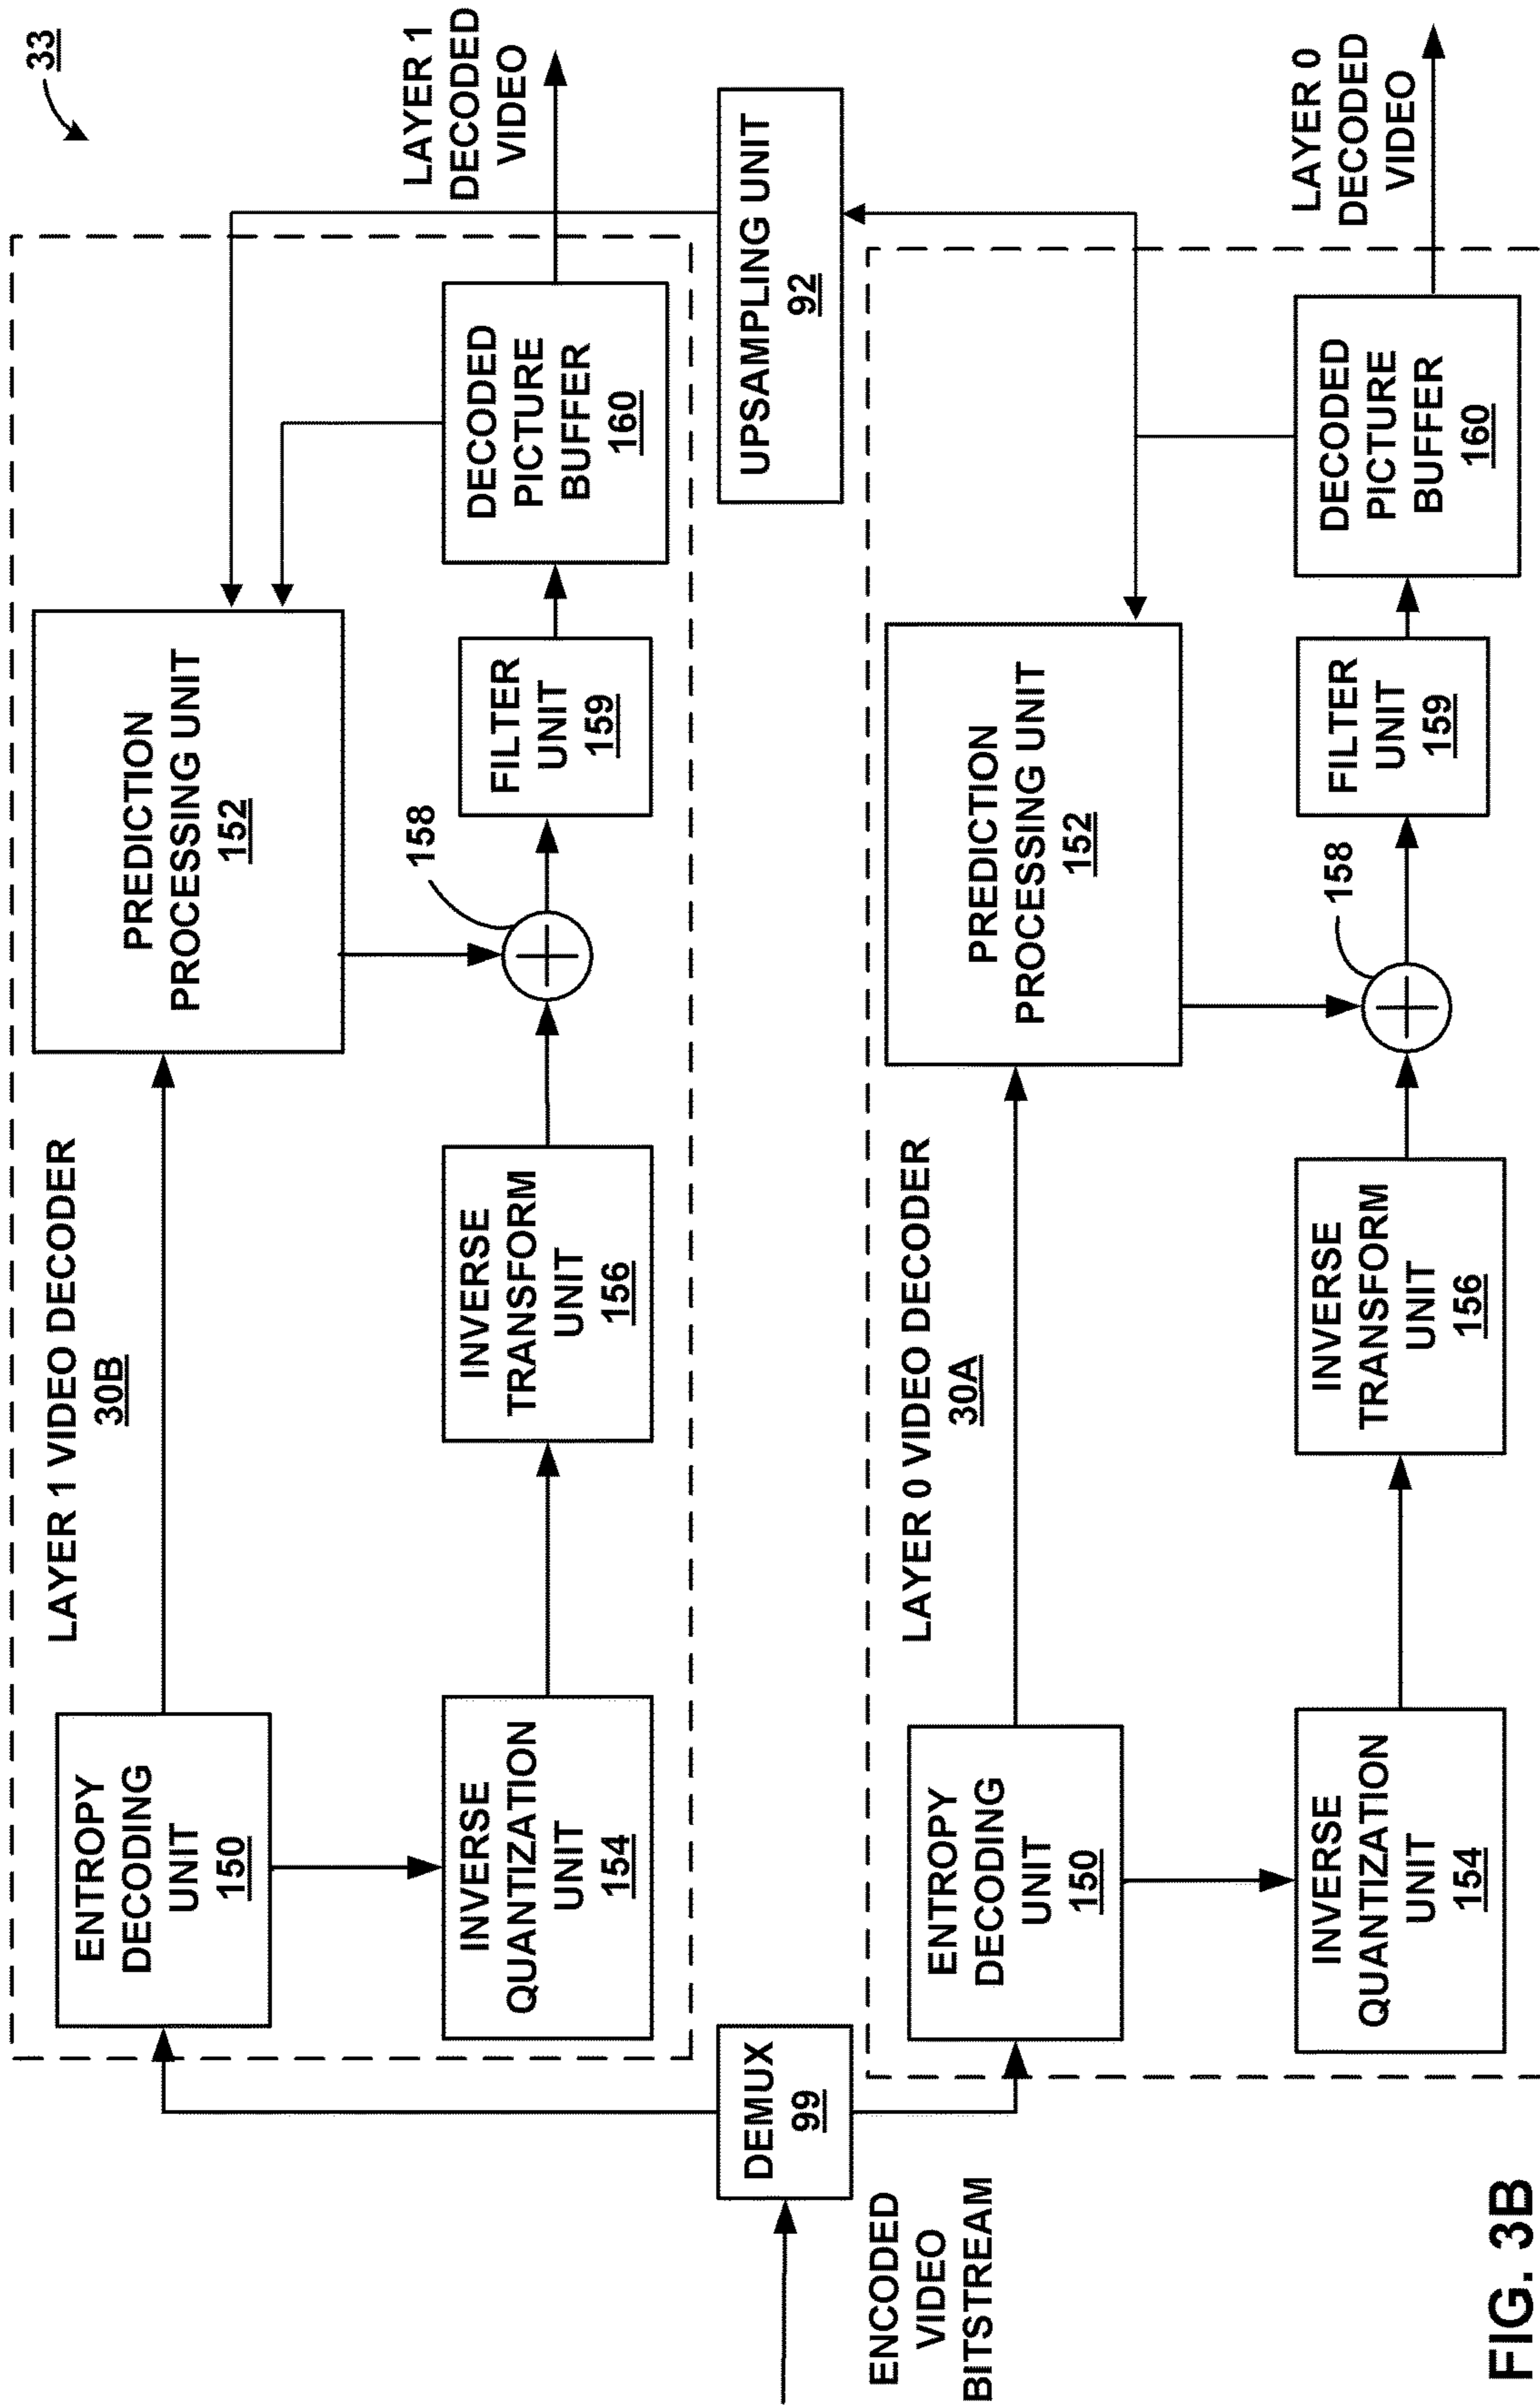 33
LAYER 1 VIDEO DECODER
30B
ENTROPY
DECODING
UNIT
150
PREDICTION
PROCESSING UNIT
152
INVERSE
QUANTIZATION
UNIT
154
INVERSE
TRANSFORM
UNIT
156
158
FILTER
UNIT
159
DECODED
PICTURE
BUFFER
160
LAYER 1
DECODED
VIDEO
DEMUX
99
ENCODED
VIDEO
BITSTREAM
UPSAMPLING UNIT
92
LAYER 0 VIDEO DECODER
30A
ENTROPY
DECODING
UNIT
150
PREDICTION
PROCESSING UNIT
152
INVERSE
QUANTIZATION
UNIT
154
INVERSE
TRANSFORM
UNIT
156
158
FILTER
UNIT
159
DECODED
PICTURE
BUFFER
160
LAYER 0
DECODED
VIDEO
FIG. 3B